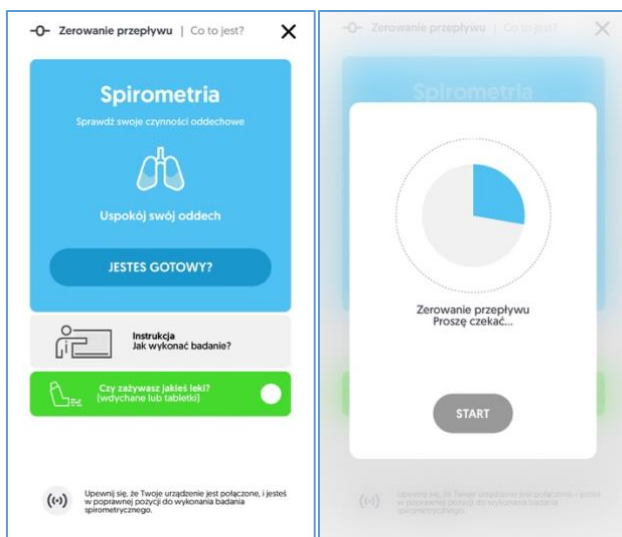 Zerowanie przepływu | Co to jest?
Spirometria
Sprawdź swoje czynności oddechowe
Uspokój swój oddech
JESTES GOTOWY?
Instrukcja
Jak wykonać badanie?
Czy zażywasz jakieś leki?
(wdychane lub tabletki)
Upewnij się, że Twoje urządzenie jest połączone, i jesteś
w poprawnej pozycji do wykonania badania
spirometrycznego.
Zerowanie przepływu | Co to jest?
Spirometria
Zerowanie przepływu
Proszę czekać...
START
Upewnij się, że Twoje urządzenie jest połączone, i jesteś
w poprawnej pozycji do wykonania badania
spirometrycznego.